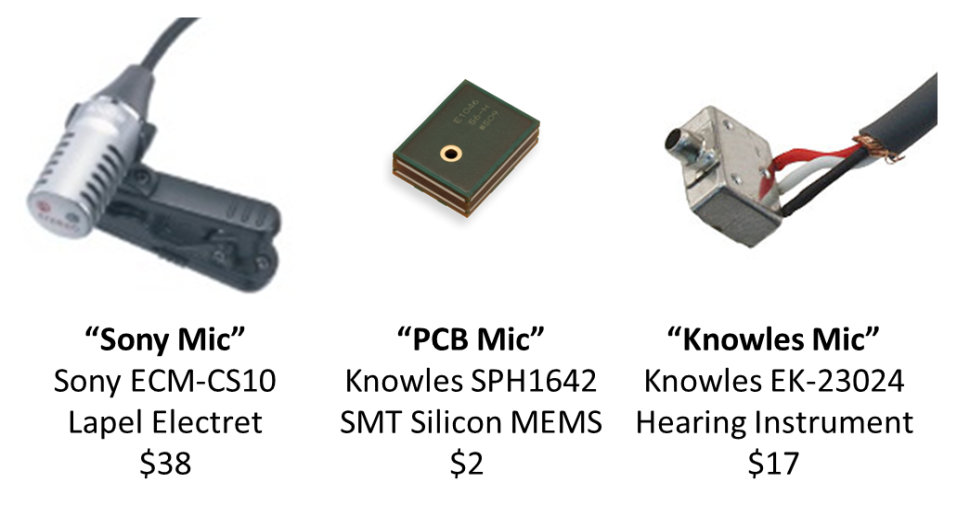 E1046
“Sony Mic”
Sony ECM-CS10
Lapel Electret
$38
“PCB Mic”
Knowles SPH1642
SMT Silicon MEMS
$2
“Knowles Mic”
Knowles EK-23024
Hearing Instrument
$17